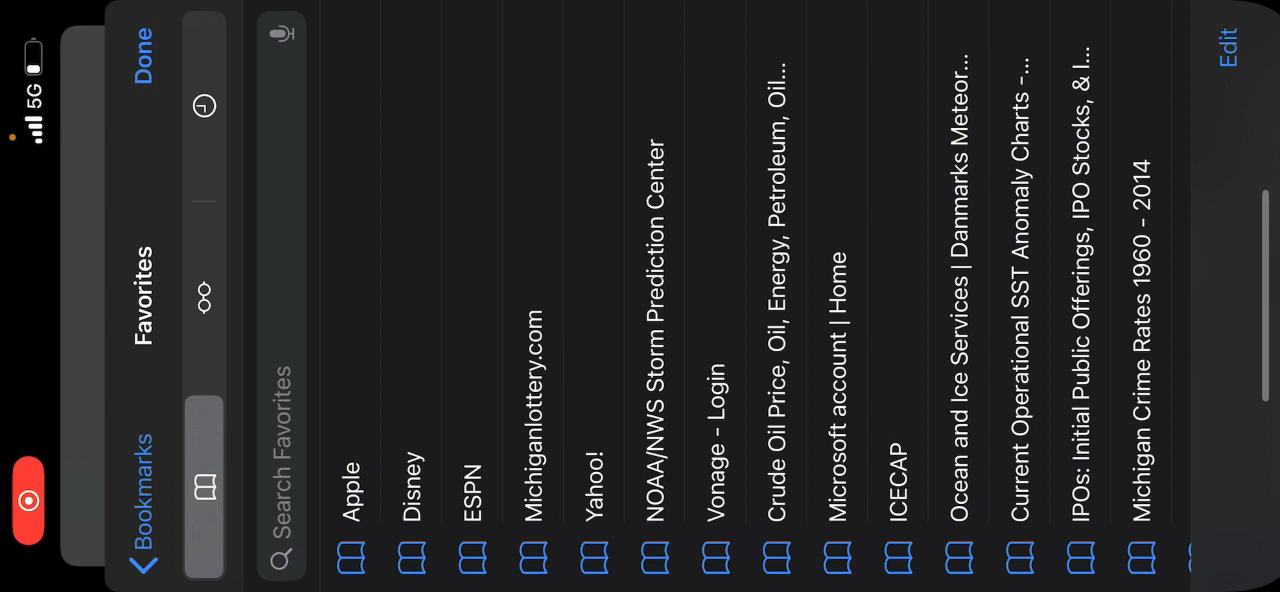 5G
Bookmarks
Favorites
Done
Search Favorites
Apple
Disney
ESPN
Michiganlottery.com
Yahoo!
NOAA/NWS Storm Prediction Center
Vonage - Login
Crude Oil Price, Oil, Energy, Petroleum, Oil...
Microsoft account | Home
ICECAP
Ocean and Ice Services | Danmarks Meteor...
Current Operational SST Anomaly Charts -...
IPOs: Initial Public Offerings, IPO Stocks, & I...
Michigan Crime Rates 1960 - 2014
Edit